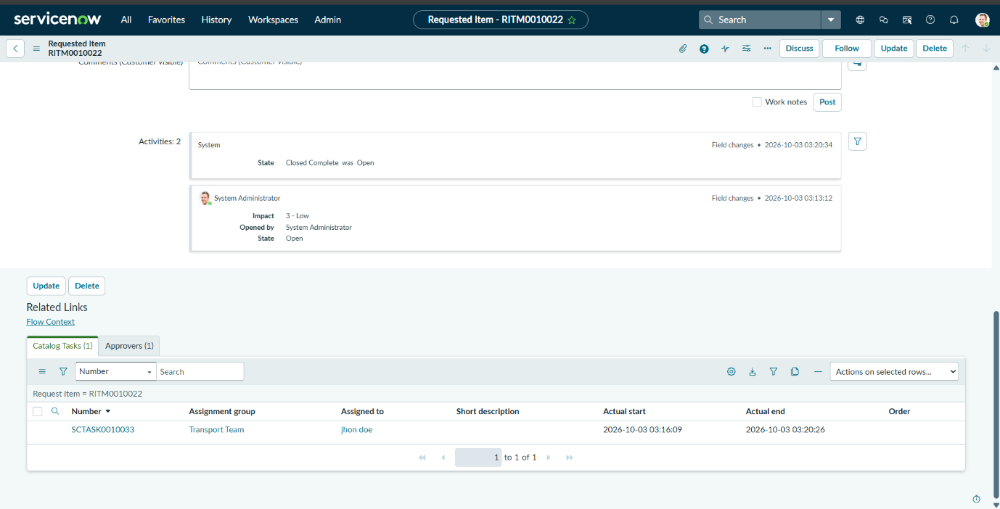 servicenow All Favorites History Workspaces Admin Requested Item - RITM0010022 Search
Requested Item
RITM0010022
Discuss Follow Update Delete
Comments (Customer visible) Comments (Customer visible)
Work notes Post
Activities: 2
System Field changes • 2026-10-03 03:20:34
State Closed Complete was Open
System Administrator Field changes • 2026-10-03 03:13:12
Impact 3 - Low
Opened by System Administrator
State Open
Update Delete
Related Links
Flow Context
Catalog Tasks (1) Approvers (1)
Number Search Actions on selected rows...
Request item = RITM0010022
Number Assignment group Assigned to Short description Actual start Actual end Order
SCTASK0010033 Transport Team jhon doe 2026-10-03 03:16:09 2026-10-03 03:20:26
1 to 1 of 1